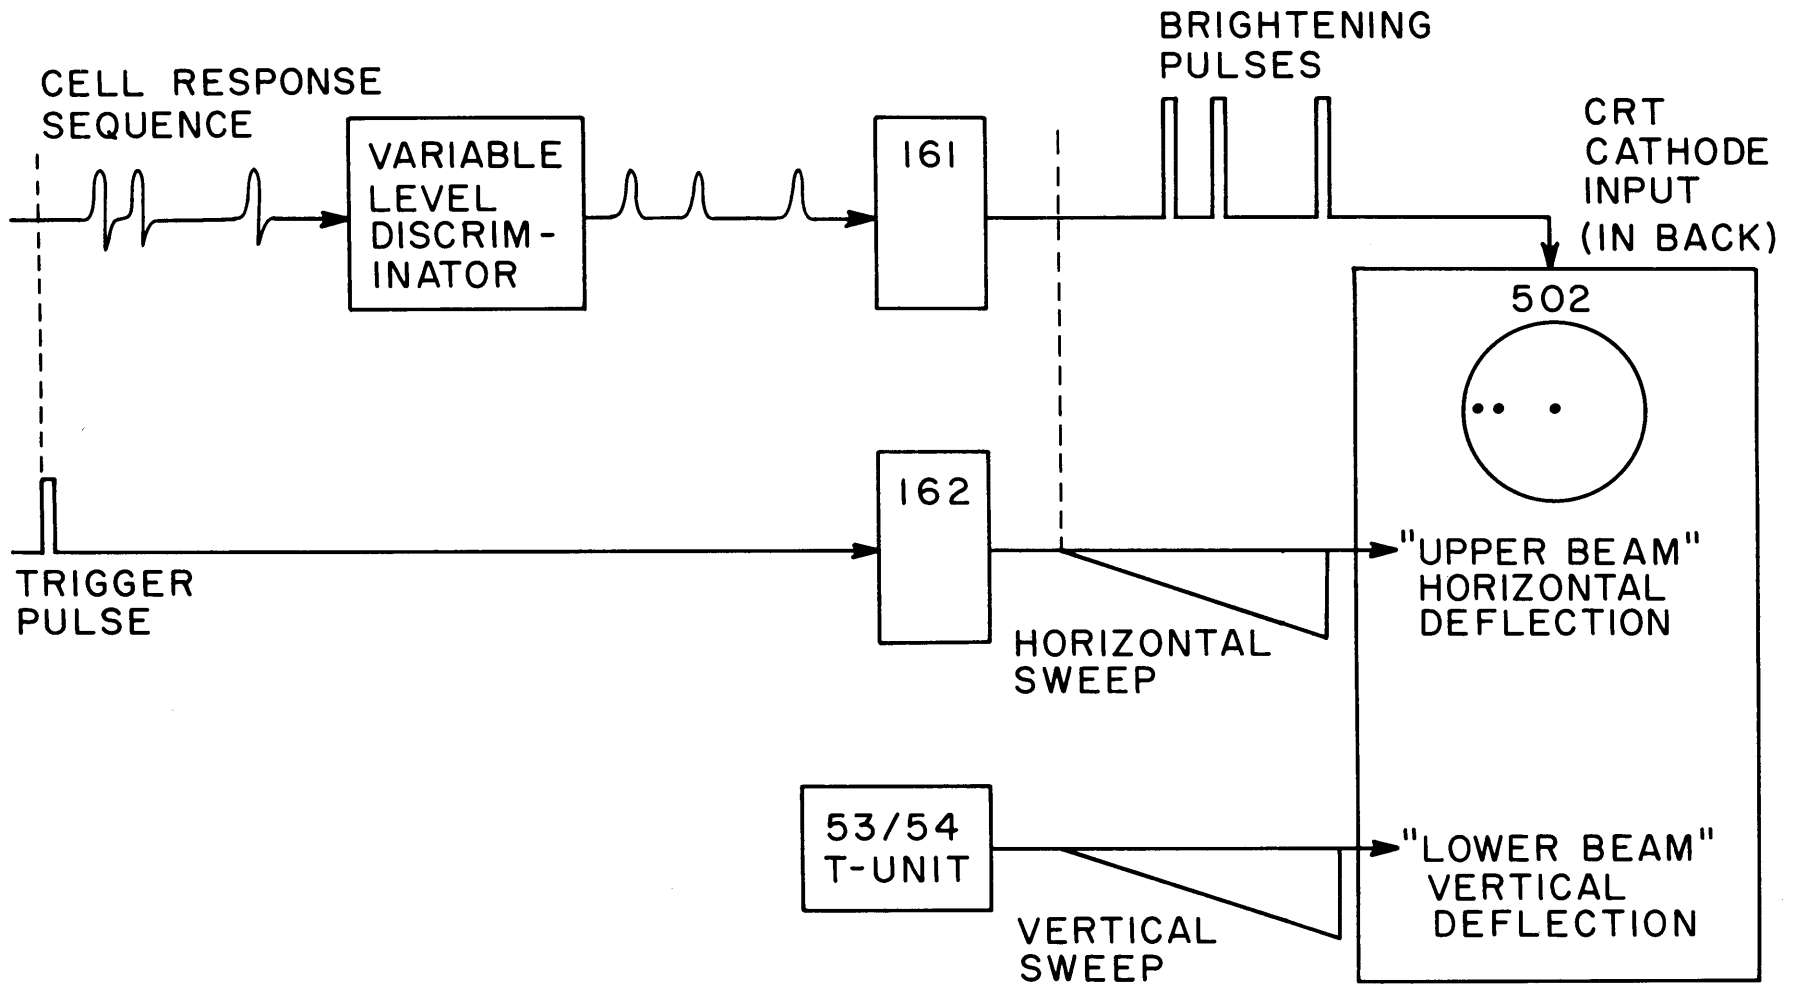 BRIGHTENING
PULSES
CELL RESPONSE
SEQUENCE
VARIABLE
LEVEL
DISCRIM-
INATOR
161
CRT
CATHODE
INPUT
(IN BACK)
502
162
TRIGGER
PULSE
HORIZONTAL
SWEEP
"UPPER BEAM"
HORIZONTAL
DEFLECTION
53/54
T-UNIT
VERTICAL
SWEEP
"LOWER BEAM"
VERTICAL
DEFLECTION